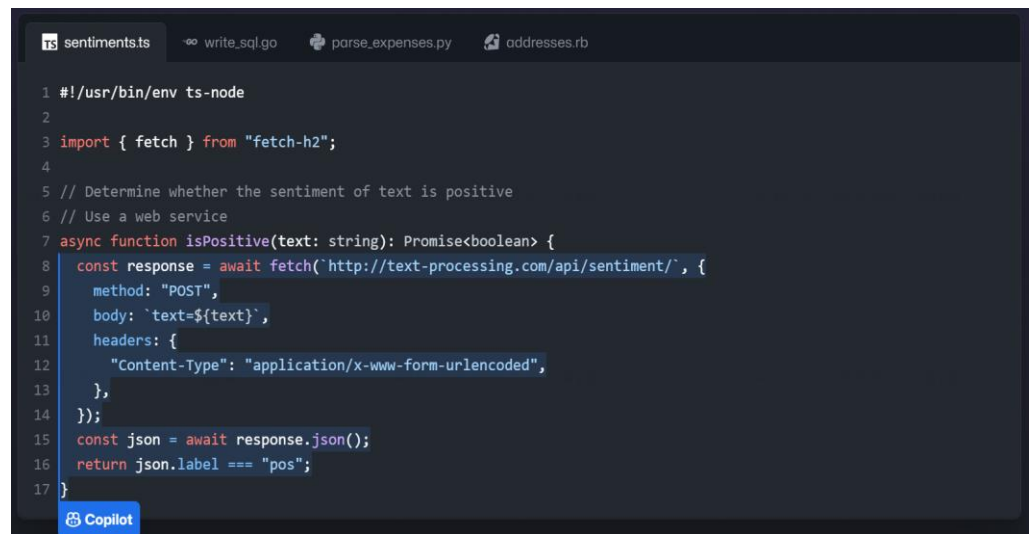 TS sentiments.ts write_sql.go parse_expenses.py addresses.rb
1 #!/usr/bin/env ts-node
2
3 import { fetch } from "fetch-h2";
4
5 // Determine whether the sentiment of text is positive
6 // Use a web service
7 async function isPositive(text: string): Promise<boolean> {
8   const response = await fetch(`http://text-processing.com/api/sentiment/`, {
9     method: "POST",
10     body: `text=${text}`,
11     headers: {
12       "Content-Type": "application/x-www-form-urlencoded",
13     },
14   });
15   const json = await response.json();
16   return json.label === "pos";
17 }
Copilot